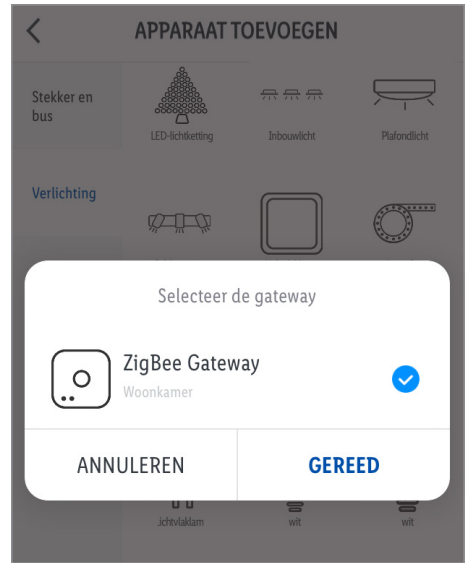 APPARAAT TOEVOEGEN
Stekker en
bus
LED-lichtketting
Inbouwlicht
Plafondlicht
Verlichting
Selecteer de gateway
ZigBee Gateway
Woonkamer
ANNULEREN
GEREED
wit
wit